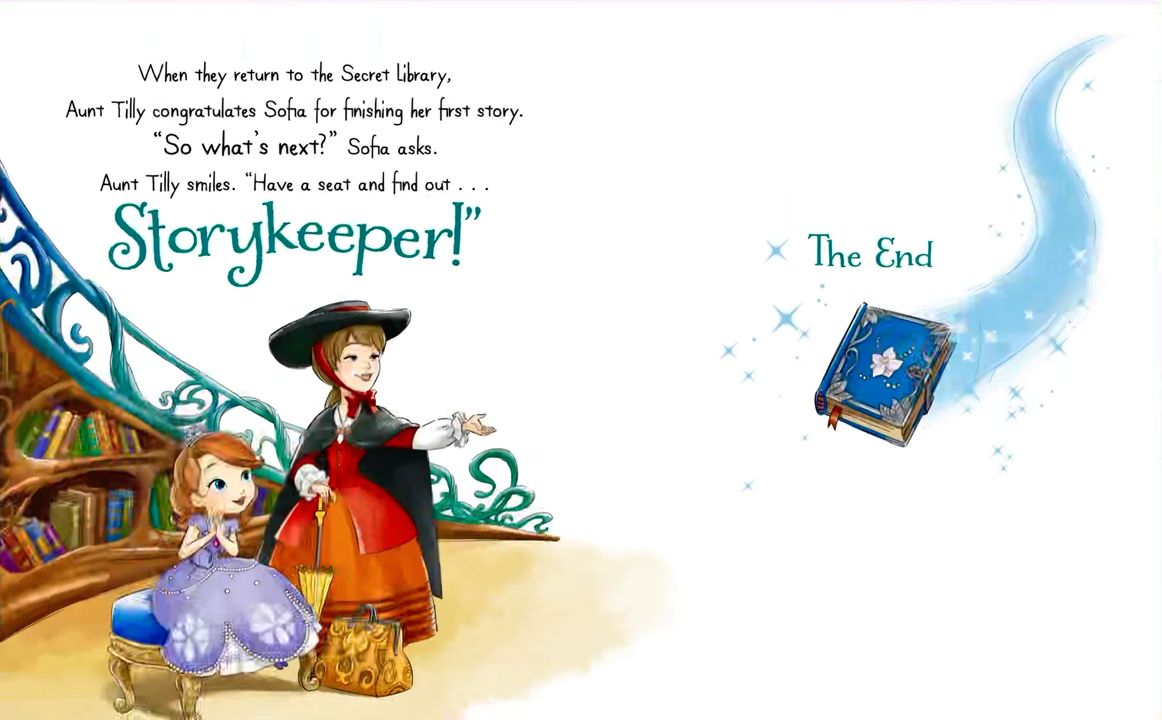 When they return to the Secret Library,
Aunt Tilly congratulates Sofia for finishing her first story.
“So what’s next?” Sofia asks.
Aunt Tilly smiles. “Have a seat and find out . . .
Storykeeper!”
The End